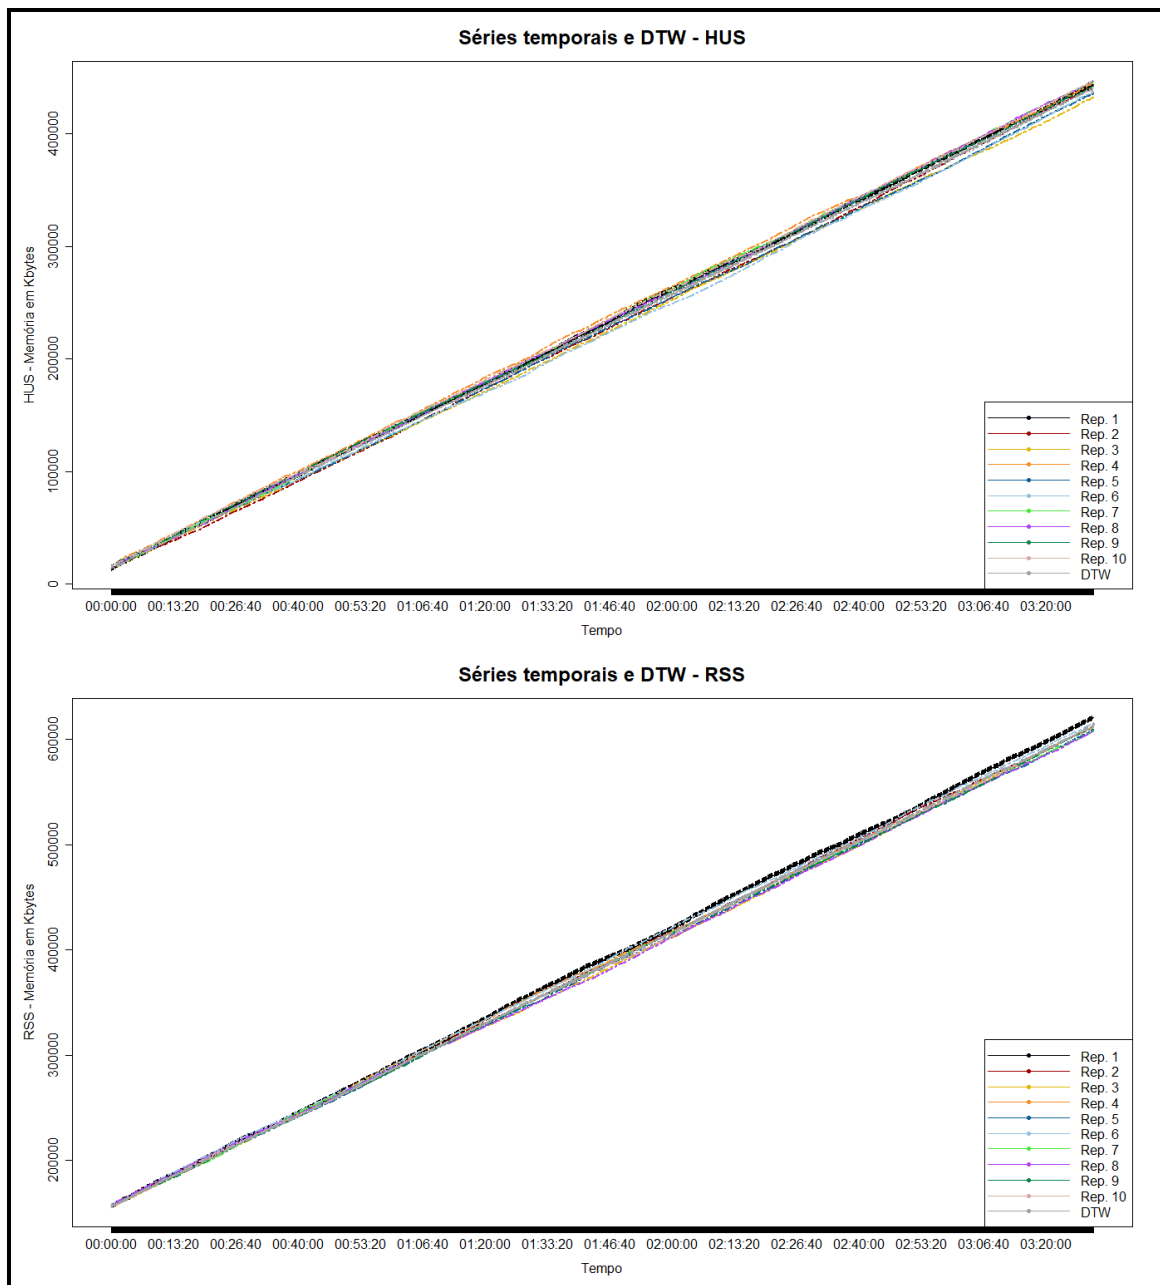 Séries temporais e DTW - HUS
HUS - Memória em Kbytes
400000
300000
200000
100000
0
Rep. 1
Rep. 2
Rep. 3
Rep. 4
Rep. 5
Rep. 6
Rep. 7
Rep. 8
Rep. 9
Rep. 10
DTW
00:00:00 00:13:20 00:26:40 00:40:00 00:53:20 01:06:40 01:20:00 01:33:20 01:46:40 02:00:00 02:13:20 02:26:40 02:40:00 02:53:20 03:06:40 03:20:00
Tempo
Séries temporais e DTW - RSS
RSS - Memória em Kbytes
600000
500000
400000
300000
200000
Rep. 1
Rep. 2
Rep. 3
Rep. 4
Rep. 5
Rep. 6
Rep. 7
Rep. 8
Rep. 9
Rep. 10
DTW
00:00:00 00:13:20 00:26:40 00:40:00 00:53:20 01:06:40 01:20:00 01:33:20 01:46:40 02:00:00 02:13:20 02:26:40 02:40:00 02:53:20 03:06:40 03:20:00
Tempo